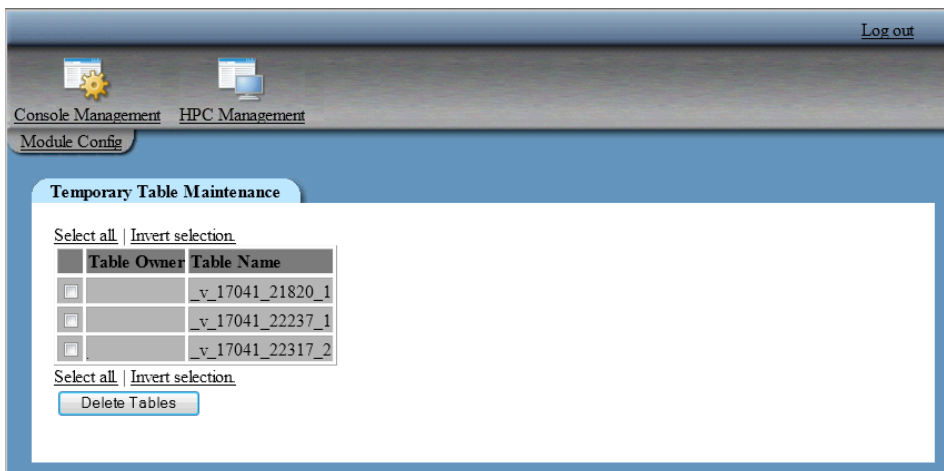 Log out
Console Management HPC Management
Module Config
Temporary Table Maintenance
Select all. | Invert selection.
Table Owner Table Name
_v_17041_21820_1
_v_17041_22237_1
_v_17041_22317_2
Select all. | Invert selection.
Delete Tables